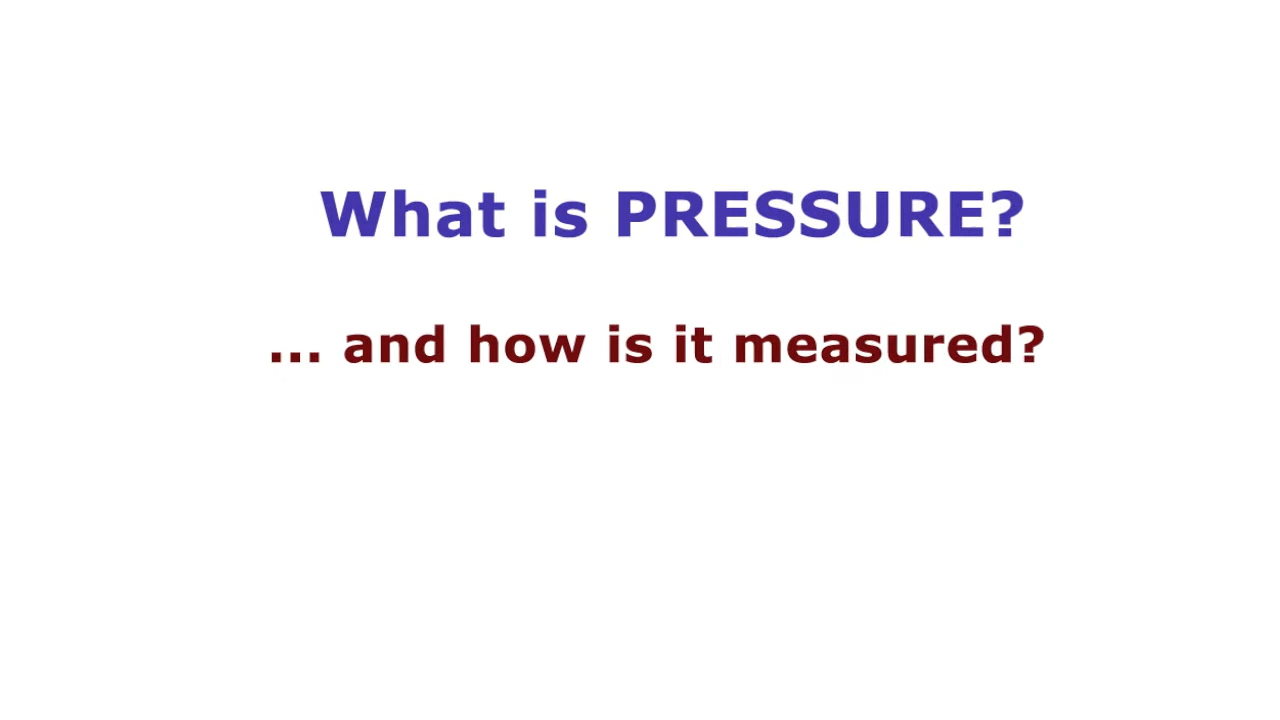 What is PRESSURE?
... and how is it measured?